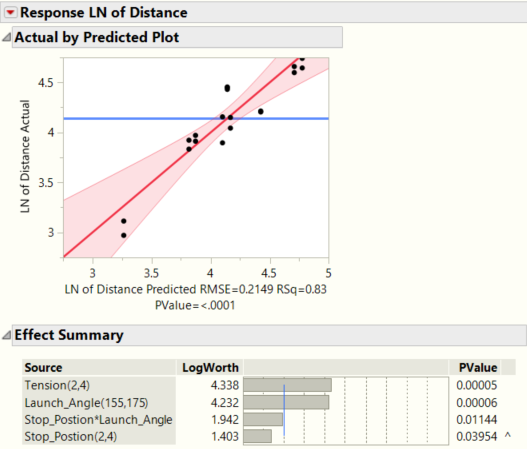 Response LN of Distance
Actual by Predicted Plot
LN of Distance Actual
4.5
4
3.5
3
3 3.5 4 4.5 5
LN of Distance Predicted RMSE=0.2149 RSq=0.83
PValue=<.0001
Effect Summary
Source LogWorth PValue
Tension(2,4) 4.338 0.00005
Launch_Angle(155,175) 4.232 0.00006
Stop_Postion*Launch_Angle 1.942 0.01144
Stop_Postion(2,4) 1.403 0.03954 ^